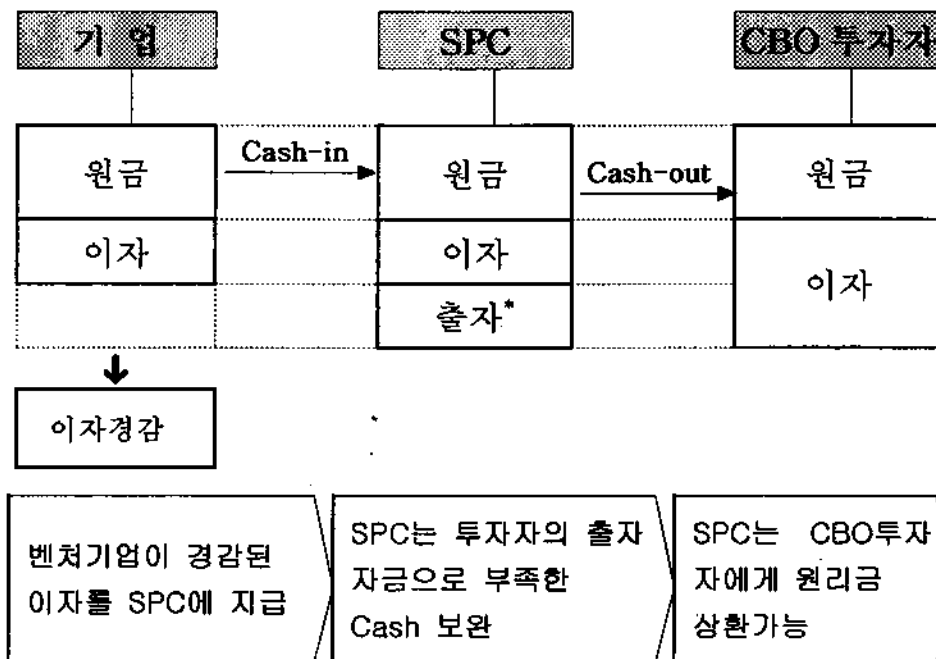 기 업 SPC CBO 투자자
원금 Cash-in 원금 Cash-out 원금
이자 이자 이자
출자*
이자경감
벤처기업이 경감된
이자를 SPC에 지급
SPC는 투자자의 출자
자금으로 부족한
Cash 보완
SPC는 CBO투자
자에게 원리금
상환가능